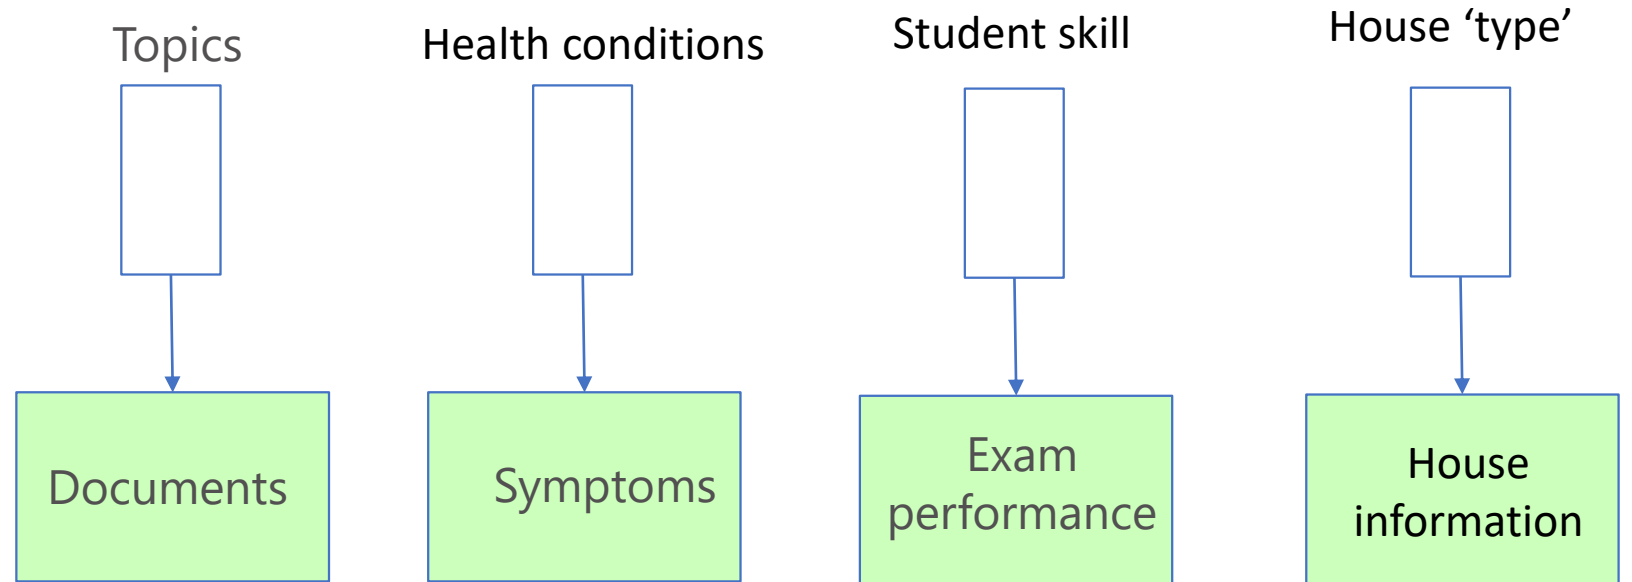 Topics
Health conditions
Student skill
House ‘type’
Documents
Symptoms
Exam
performance
House
information